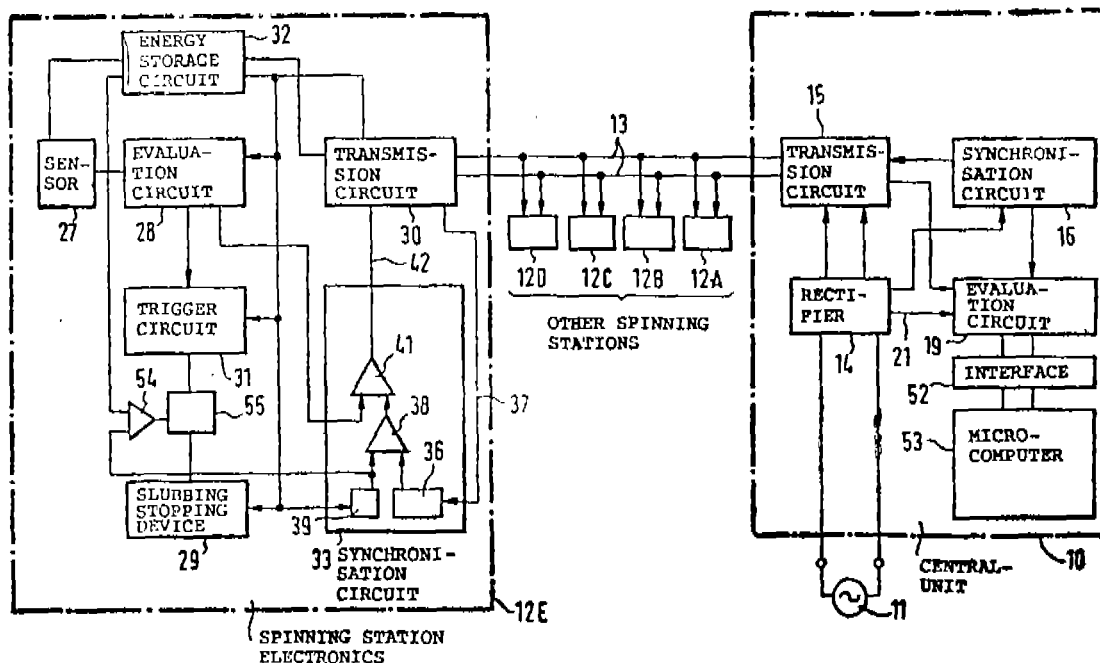 ENERGY
STORAGE
CIRCUIT
32
SEN-
SOR
27
EVALUA-
TION
CIRCUIT
28
TRANSMIS-
SION
CIRCUIT
30
42
TRIGGER
CIRCUIT
31
54
55
SLUBBING
STOPPING
DEVICE
29
41
38
36
39
37
33
SYNCHRONI-
SATION
CIRCUIT
12E
SPINNING STATION
ELECTRONICS
13
12D
12C
12B
12A
OTHER SPINNING
STATIONS
15
TRANSMIS-
SION
CIRCUIT
SYNCHRONI-
SATION
CIRCUIT
16
RECTI-
FIER
14
21
EVALUA-
TION
CIRCUIT
19
INTERFACE
52
MICRO-
COMPUTER
53
CENTRAL-
UNIT
10
11